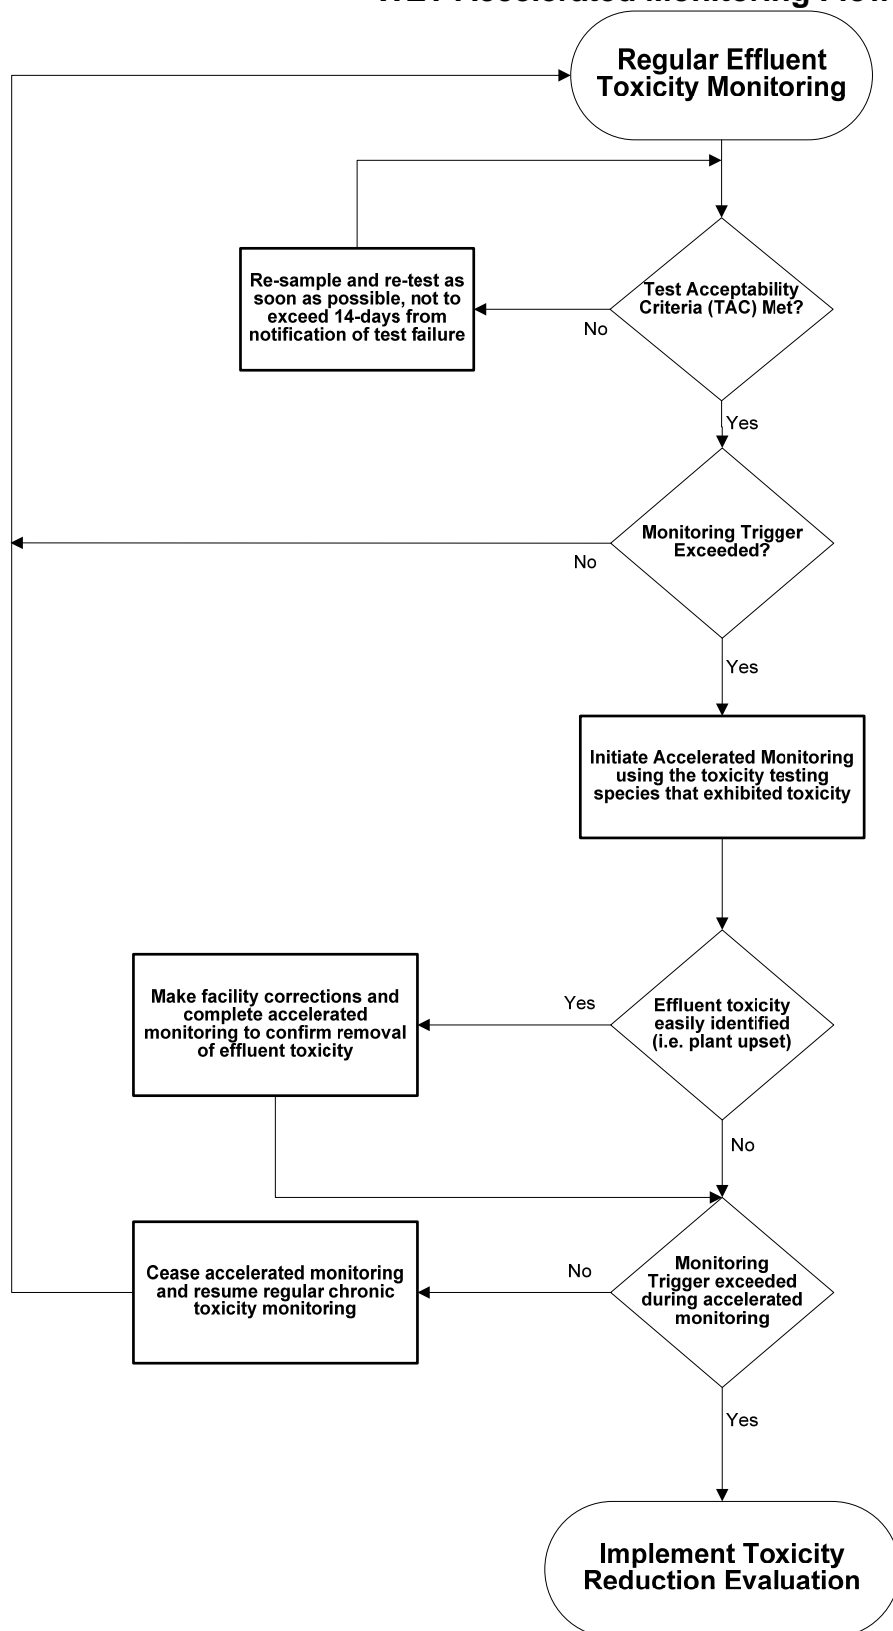 Regular Effluent
Toxicity Monitoring
Re-sample and re-test as
soon as possible, not to
exceed 14-days from
notification of test failure
No
Test Acceptability
Criteria (TAC) Met?
Yes
Monitoring Trigger
Exceeded?
No
Yes
Initiate Accelerated Monitoring
using the toxicity testing
species that exhibited toxicity
Make facility corrections and
complete accelerated
monitoring to confirm removal
of effluent toxicity
Yes
Effluent toxicity
easily identified
(i.e. plant upset)
No
Cease accelerated monitoring
and resume regular chronic
toxicity monitoring
No
Monitoring
Trigger exceeded
during accelerated
monitoring
Yes
Implement Toxicity
Reduction Evaluation